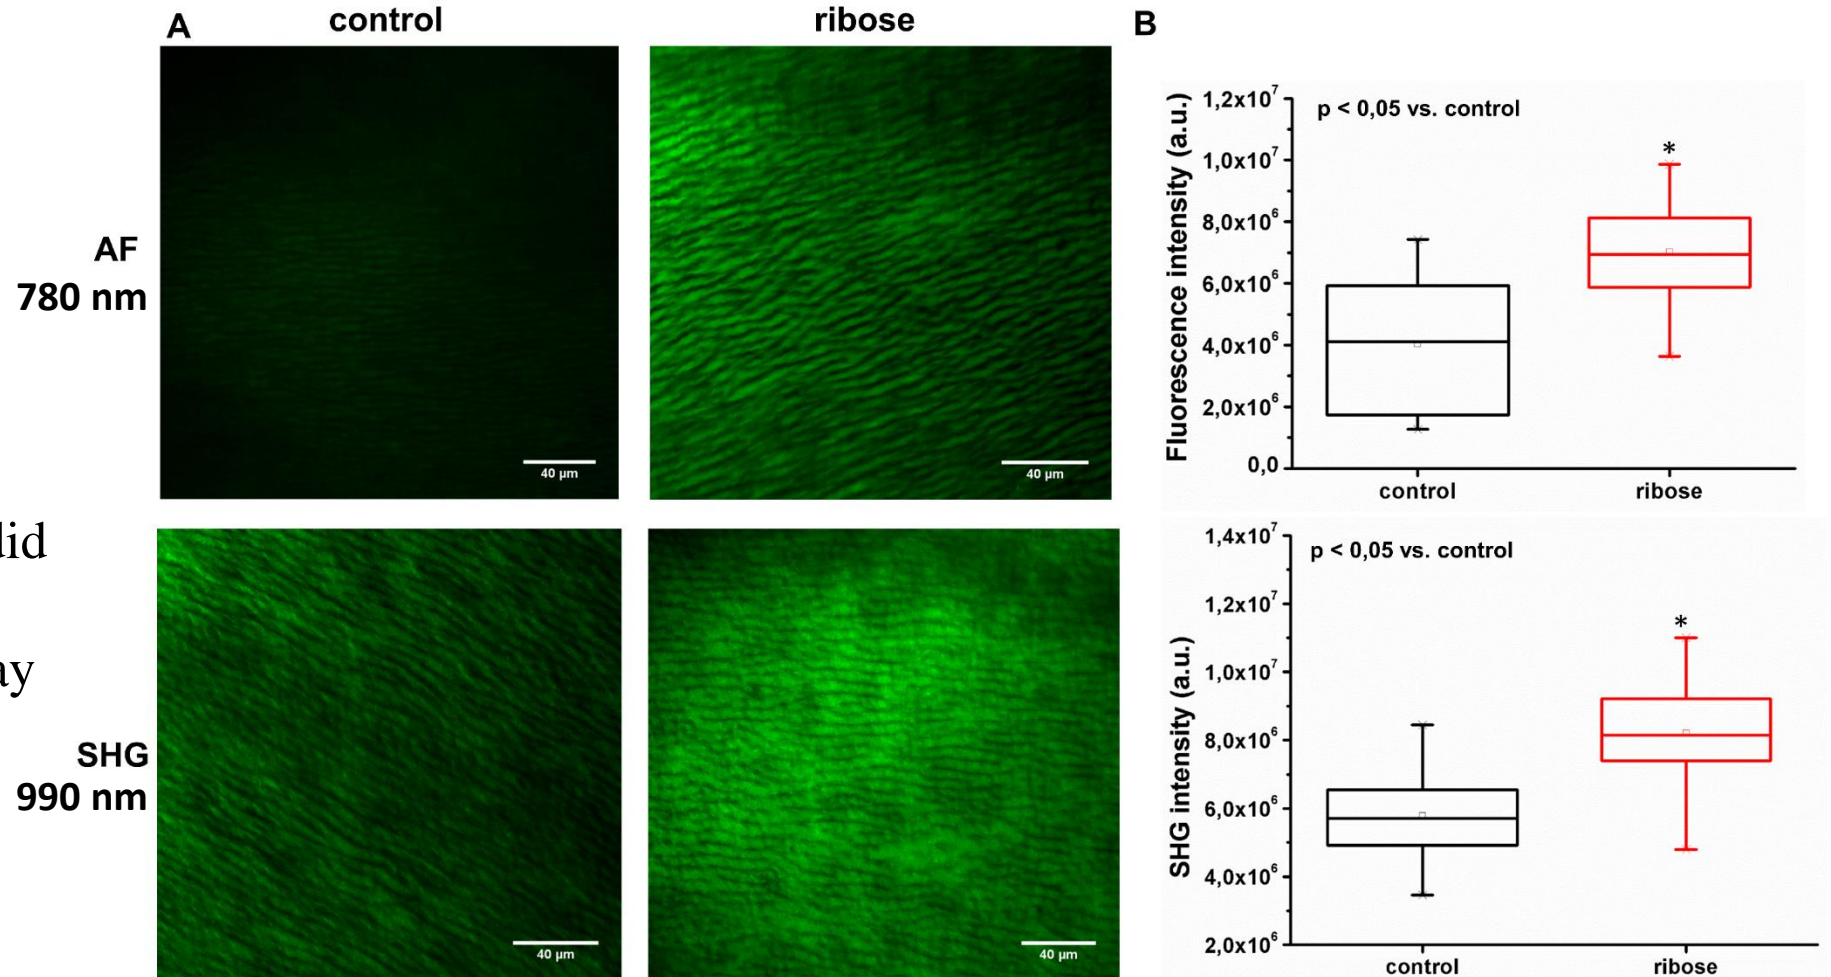 A
control
ribose
B
AF
780 nm
40 µm
40 µm
Fluorescence intensity (a.u.)
1,2x10⁷
1,0x10⁷
8,0x10⁶
6,0x10⁶
4,0x10⁶
2,0x10⁶
0,0
p < 0,05 vs. control
*
control
ribose
SHG
990 nm
40 µm
40 µm
SHG intensity (a.u.)
1,4x10⁷
1,2x10⁷
1,0x10⁷
8,0x10⁶
6,0x10⁶
4,0x10⁶
2,0x10⁶
p < 0,05 vs. control
*
control
ribose